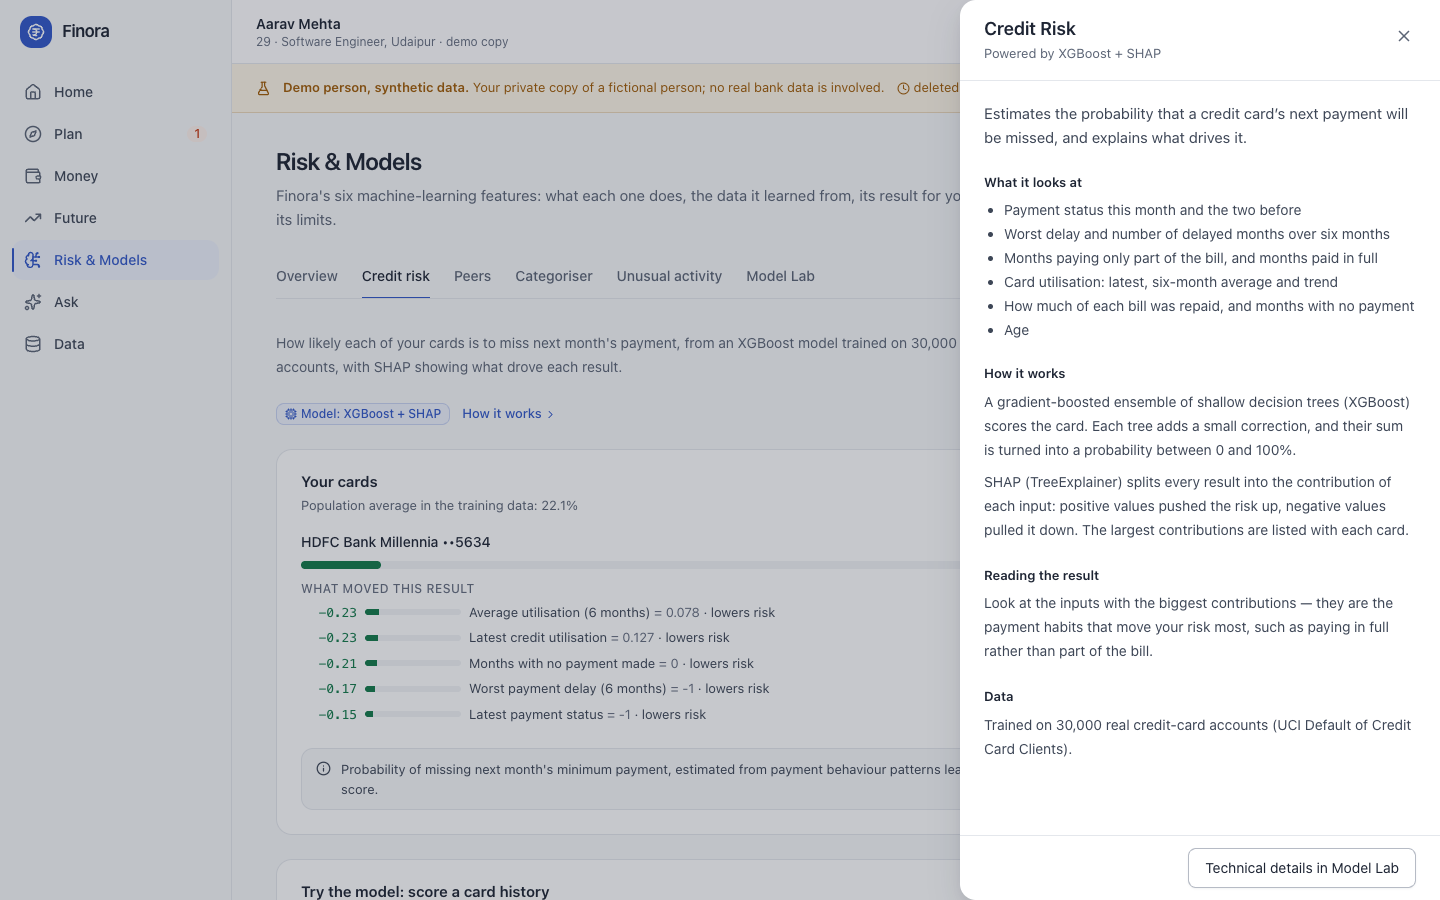 Finora
Home
Plan
1
Money
Future
Risk & Models
Ask
Data
Aarav Mehta
29 · Software Engineer, Udaipur · demo copy
Demo person, synthetic data. Your private copy of a fictional person; no real bank data is involved. deleted
Risk & Models
Finora's six machine-learning features: what each one does, the data it learned from, its result for
its limits.
Overview Credit risk Peers Categoriser Unusual activity Model Lab
How likely each of your cards is to miss next month's payment, from an XGBoost model trained on 30,000
accounts, with SHAP showing what drove each result.
Model: XGBoost + SHAP How it works
Your cards
Population average in the training data: 22.1%
HDFC Bank Millennia ••5634
WHAT MOVED THIS RESULT
−0.23 Average utilisation (6 months) = 0.078 · lowers risk
−0.23 Latest credit utilisation = 0.127 · lowers risk
−0.21 Months with no payment made = 0 · lowers risk
−0.17 Worst payment delay (6 months) = -1 · lowers risk
−0.15 Latest payment status = -1 · lowers risk
Probability of missing next month's minimum payment, estimated from payment behaviour patterns
score.
Try the model: score a card history
Credit Risk
Powered by XGBoost + SHAP
Estimates the probability that a credit card's next payment will
be missed, and explains what drives it.
What it looks at
• Payment status this month and the two before
• Worst delay and number of delayed months over six months
• Months paying only part of the bill, and months paid in full
• Card utilisation: latest, six-month average and trend
• How much of each bill was repaid, and months with no payment
• Age
How it works
A gradient-boosted ensemble of shallow decision trees (XGBoost)
scores the card. Each tree adds a small correction, and their sum
is turned into a probability between 0 and 100%.
SHAP (TreeExplainer) splits every result into the contribution of
each input: positive values pushed the risk up, negative values
pulled it down. The largest contributions are listed with each card.
Reading the result
Look at the inputs with the biggest contributions — they are the
payment habits that move your risk most, such as paying in full
rather than part of the bill.
Data
Trained on 30,000 real credit-card accounts (UCI Default of Credit
Card Clients).
Technical details in Model Lab